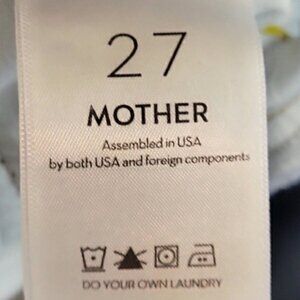 27
MOTHER
Assembled in USA
by both USA and foreign components
DO YOUR OWN LAUNDRY